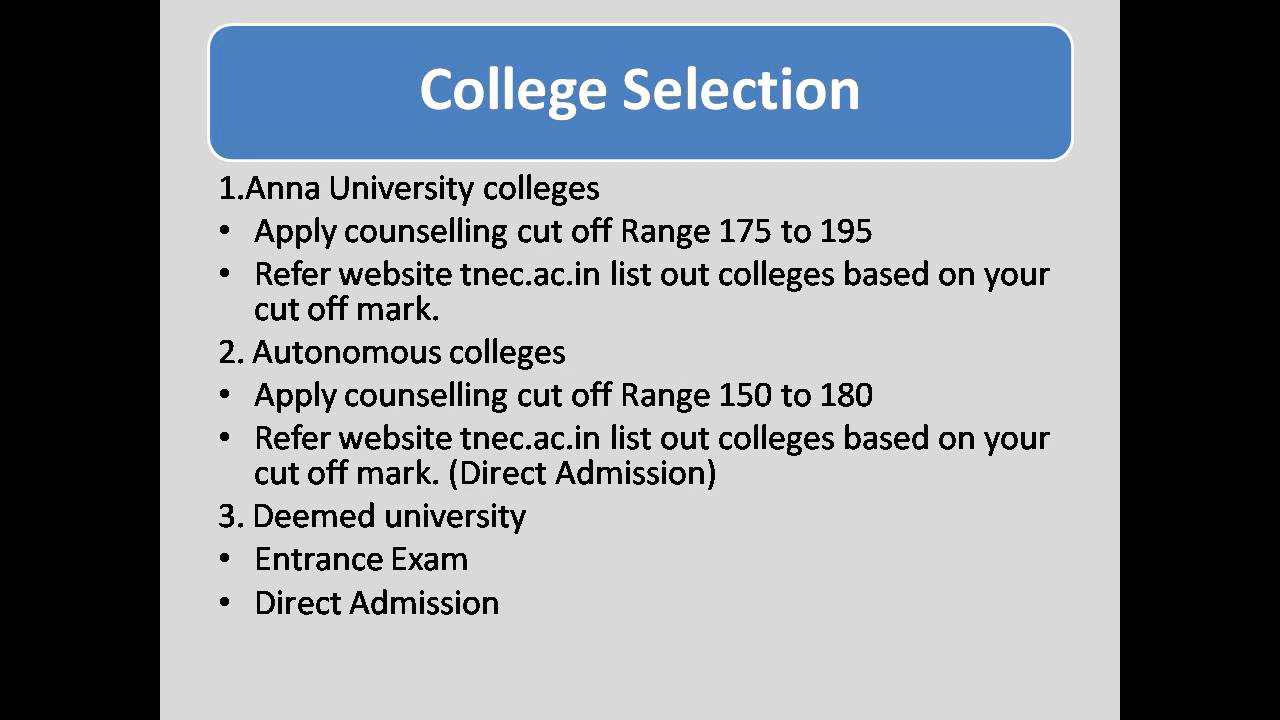 College Selection
1.Anna University colleges
• Apply counselling cut off Range 175 to 195
• Refer website tnec.ac.in list out colleges based on your
cut off mark.
2. Autonomous colleges
• Apply counselling cut off Range 150 to 180
• Refer website tnec.ac.in list out colleges based on your
cut off mark. (Direct Admission)
3. Deemed university
• Entrance Exam
• Direct Admission